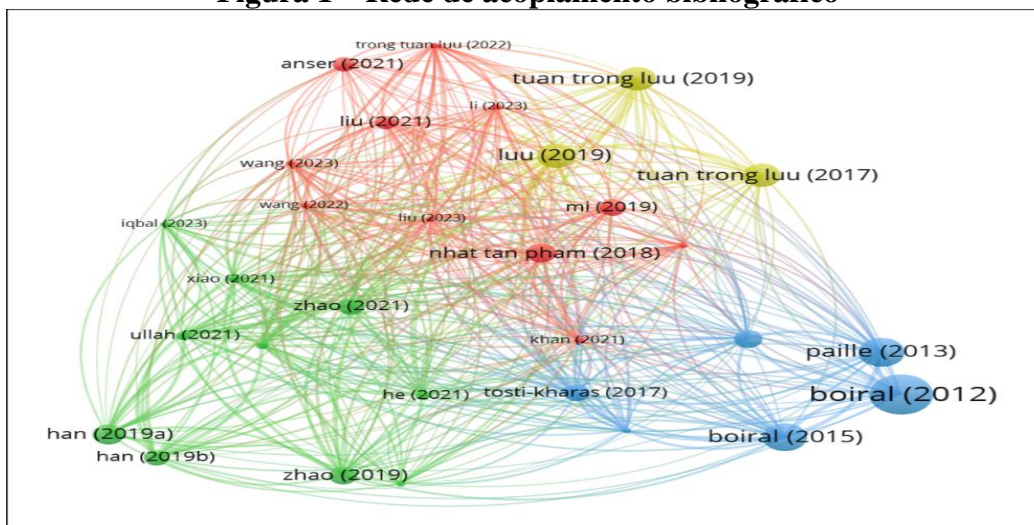 Figura 1 – Rede de acoplamento bibliográfico
trong tuan luu (2022)
anser (2021)
tuan trong luu (2019)
li (2023)
liu (2021)
luu (2019)
wang (2023)
tuan trong luu (2017)
wang (2022)
mi (2019)
liu (2023)
iqbal (2023)
nhat tan pham (2018)
xiao (2021)
zhao (2021)
ullah (2021)
khan (2021)
paille (2013)
he (2021)
tosti-kharas (2017)
boiral (2012)
han (2019a)
boiral (2015)
han (2019b)
zhao (2019)